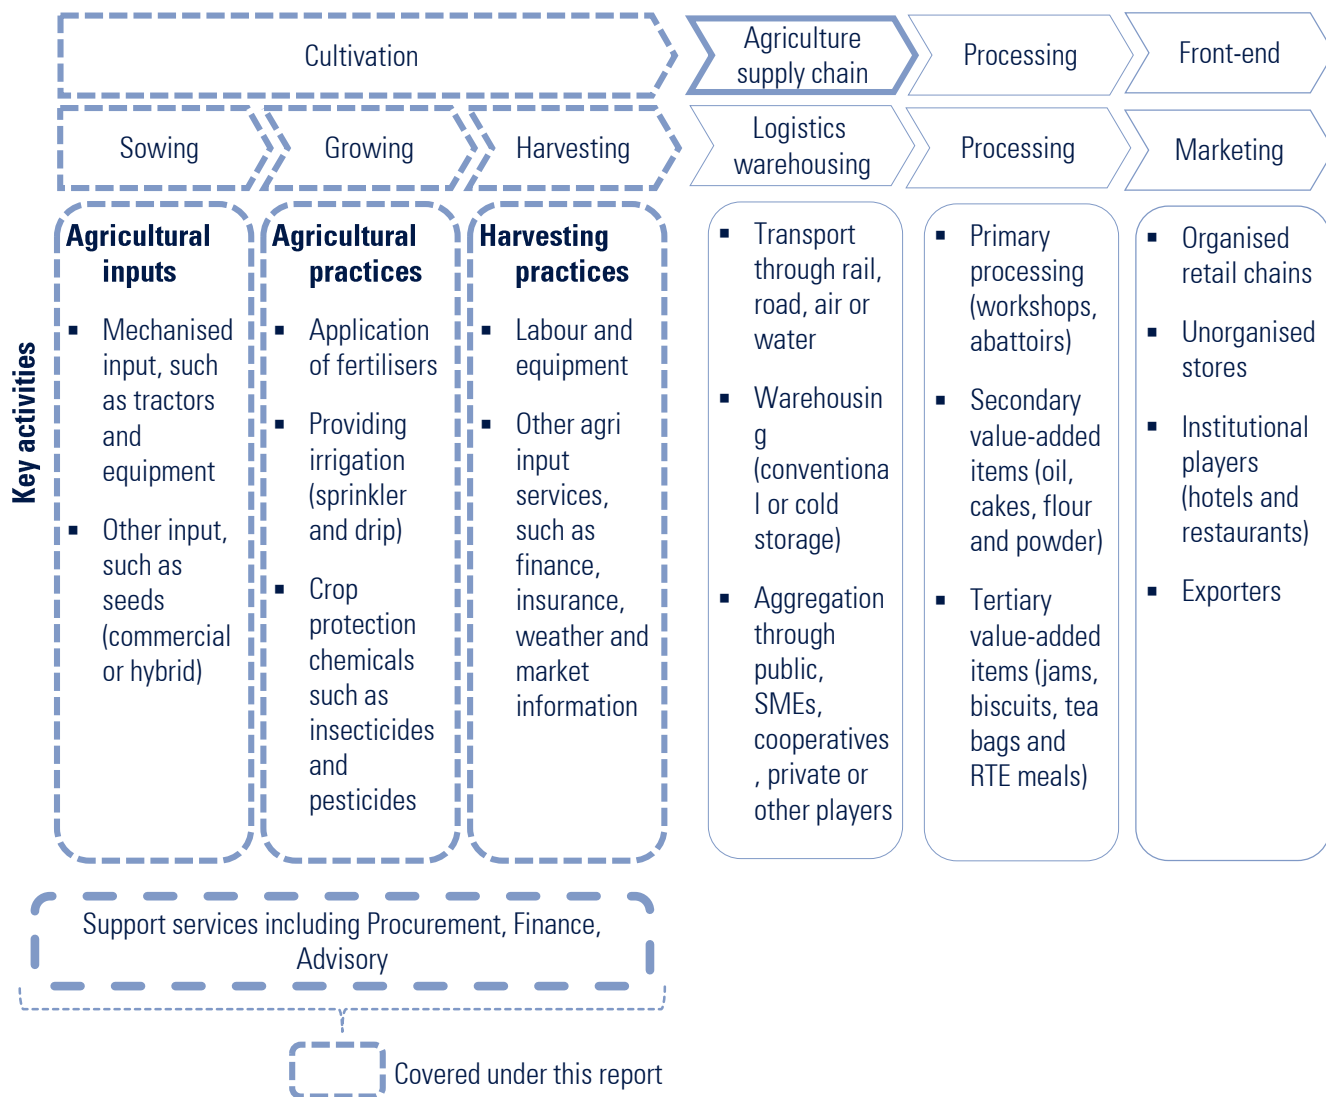 Cultivation
Agriculture
supply chain
Processing
Front-end
Sowing
Growing
Harvesting
Logistics
warehousing
Processing
Marketing
Key activities
Agricultural
inputs
▪ Mechanised
input, such
as tractors
and
equipment
▪ Other input,
such as
seeds
(commercial
or hybrid)
Agricultural
practices
▪ Application
of fertilisers
▪ Providing
irrigation
(sprinkler
and drip)
▪ Crop
protection
chemicals
such as
insecticides
and
pesticides
Harvesting
practices
▪ Labour and
equipment
▪ Other agri
input
services,
such as
finance,
insurance,
weather and
market
information
▪ Transport
through rail,
road, air or
water
▪ Warehousin
g
(conventiona
l or cold
storage)
▪ Aggregation
through
public,
SMEs,
cooperatives
, private or
other players
▪ Primary
processing
(workshops,
abattoirs)
▪ Secondary
value-added
items (oil,
cakes, flour
and powder)
▪ Tertiary
value-added
items (jams,
biscuits, tea
bags and
RTE meals)
▪ Organised
retail chains
▪ Unorganised
stores
▪ Institutional
players
(hotels and
restaurants)
▪ Exporters
Support services including Procurement, Finance,
Advisory
Covered under this report